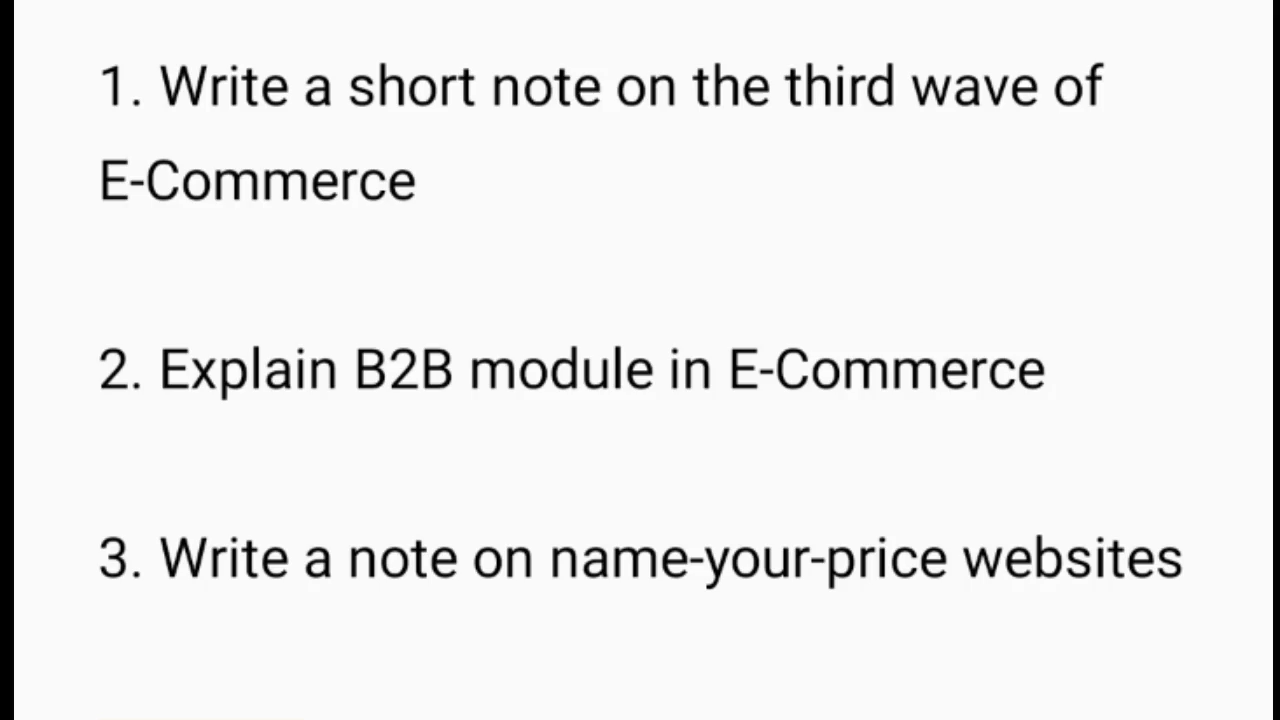 1. Write a short note on the third wave of
E-Commerce
2. Explain B2B module in E-Commerce
3. Write a note on name-your-price websites